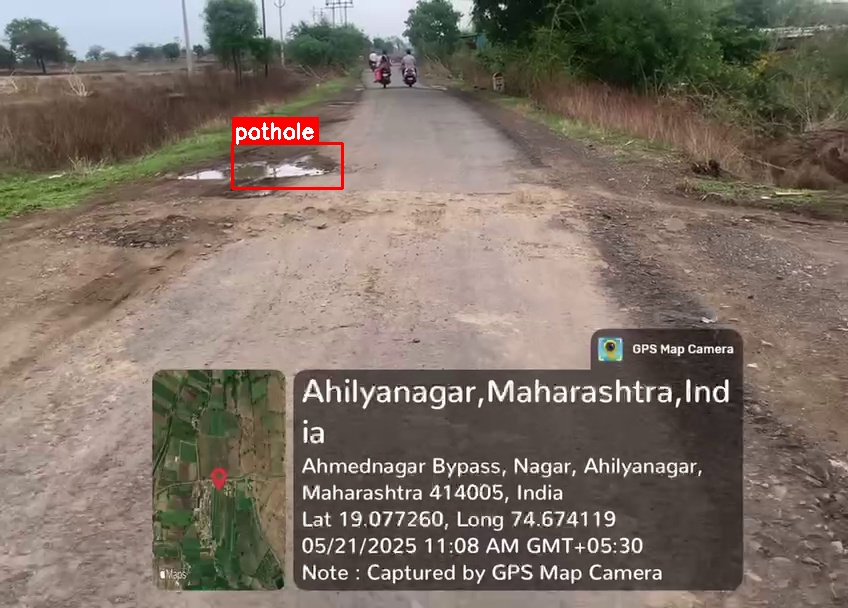 pothole
GPS Map Camera
Ahilyanagar,Maharashtra,Ind
ia
Ahmednagar Bypass, Nagar, Ahilyanagar,
Maharashtra 414005, India
Lat 19.077260, Long 74.674119
05/21/2025 11:08 AM GMT+05:30
Note : Captured by GPS Map Camera
Maps